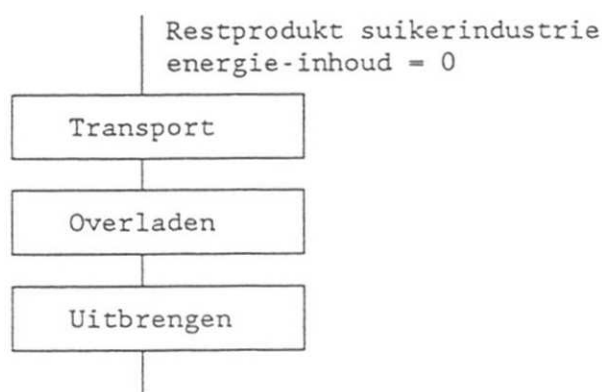 Restprodukt suikerindustrie
energie-inhoud = 0
Transport
Overladen
Uitbrengen